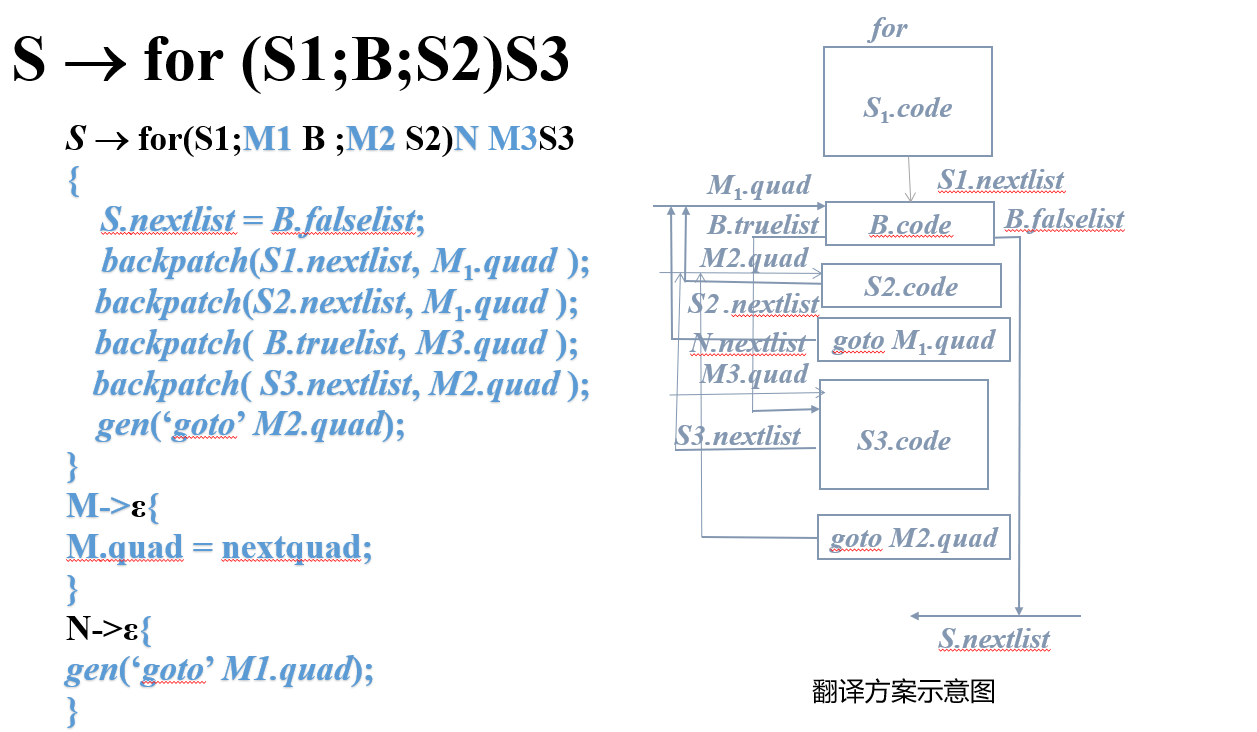 S → for (S1;B;S2)S3
S → for(S1;M1 B ;M2 S2)N M3S3
{
S.nextlist = B.falselist;
backpatch(S1.nextlist, M₁.quad );
backpatch(S2.nextlist, M₁.quad );
backpatch( B.truelist, M3.quad );
backpatch( S3.nextlist, M2.quad );
gen(‘goto’ M2.quad);
}
M->ε{
M.quad = nextquad;
}
N->ε{
gen(‘goto’ M1.quad);
}
for
S₁.code
S1.nextlist
M₁.quad
B.truelist
B.code
B.falselist
M2.quad
S2.code
S2 .nextlist
N.nextlist
goto M₁.quad
M3.quad
S3.nextlist
S3.code
goto M2.quad
S.nextlist
翻译方案示意图